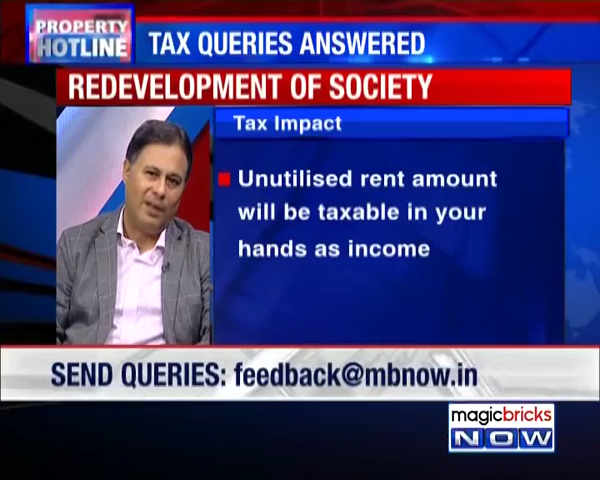 PROPERTY
HOTLINE
TAX QUERIES ANSWERED
REDEVELOPMENT OF SOCIETY
Tax Impact
Unutilised rent amount
will be taxable in your
hands as income
SEND QUERIES: feedback@mbnow.in
magicbricks
NOW